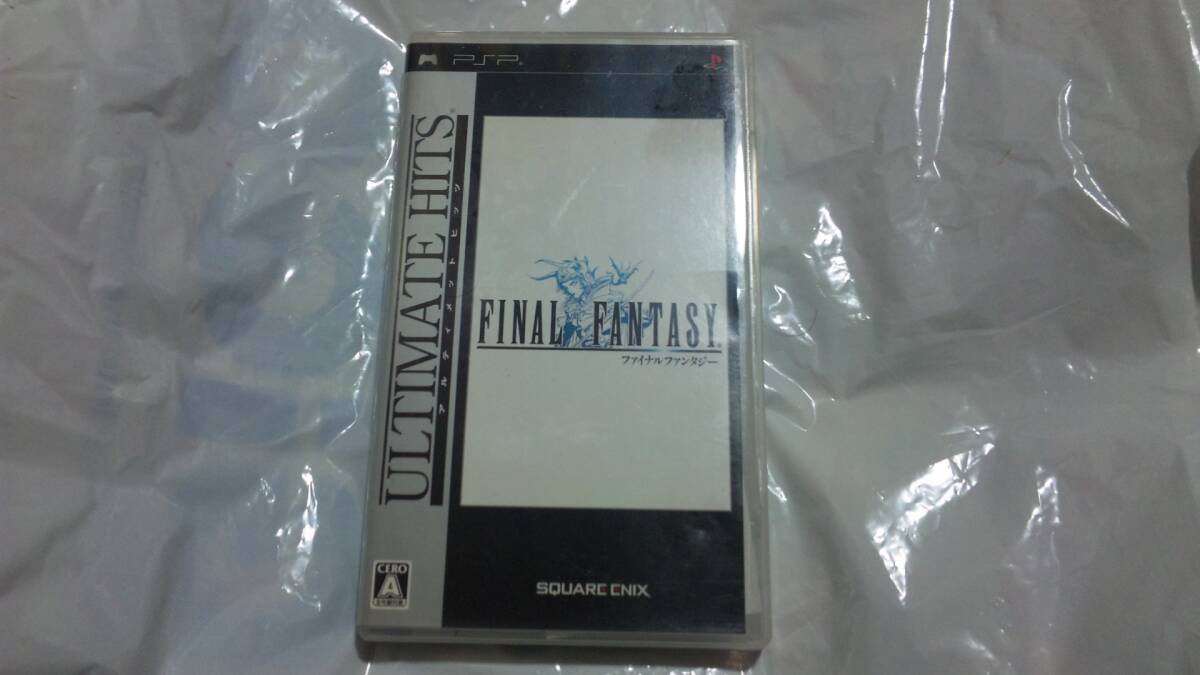 PSP
ULTIMATE HITS
アルティメットヒッツ
FINAL FANTASY
ファイナルファンタジー
CERO
A
SQUARE ENIX